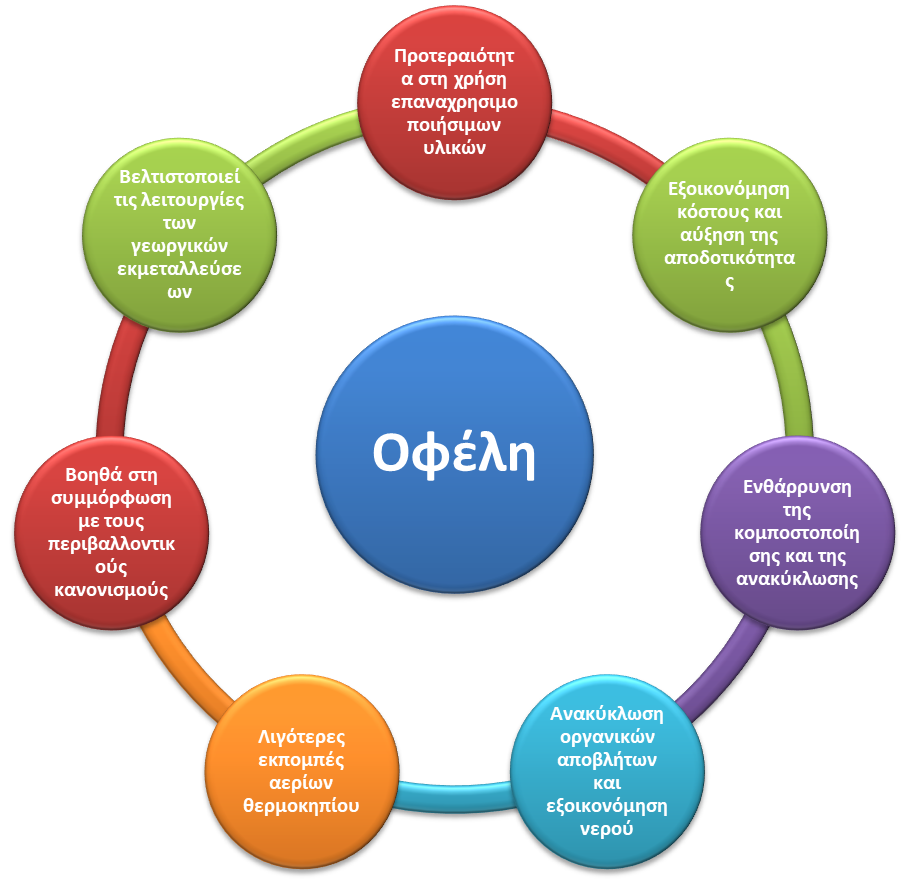 Προτεραιότητ
α στη χρήση
επαναχρησιμο
ποιήσιμων
υλικών
Εξοικονόμηση
κόστους και
αύξηση της
αποδοτικότητα
ς
Ενθάρρυνση
της
κομποστοποίη
σης και της
ανακύκλωσης
Ανακύκλωση
οργανικών
αποβλήτων
και
εξοικονόμηση
νερού
Λιγότερες
εκπομπές
αερίων
θερμοκηπίου
Βοηθά στη
συμμόρφωση
με τους
περιβαλλοντικ
ούς
κανονισμούς
Βελτιστοποιεί
τις λειτουργίες
των
γεωργικών
εκμεταλλεύσε
ων
Οφέλη